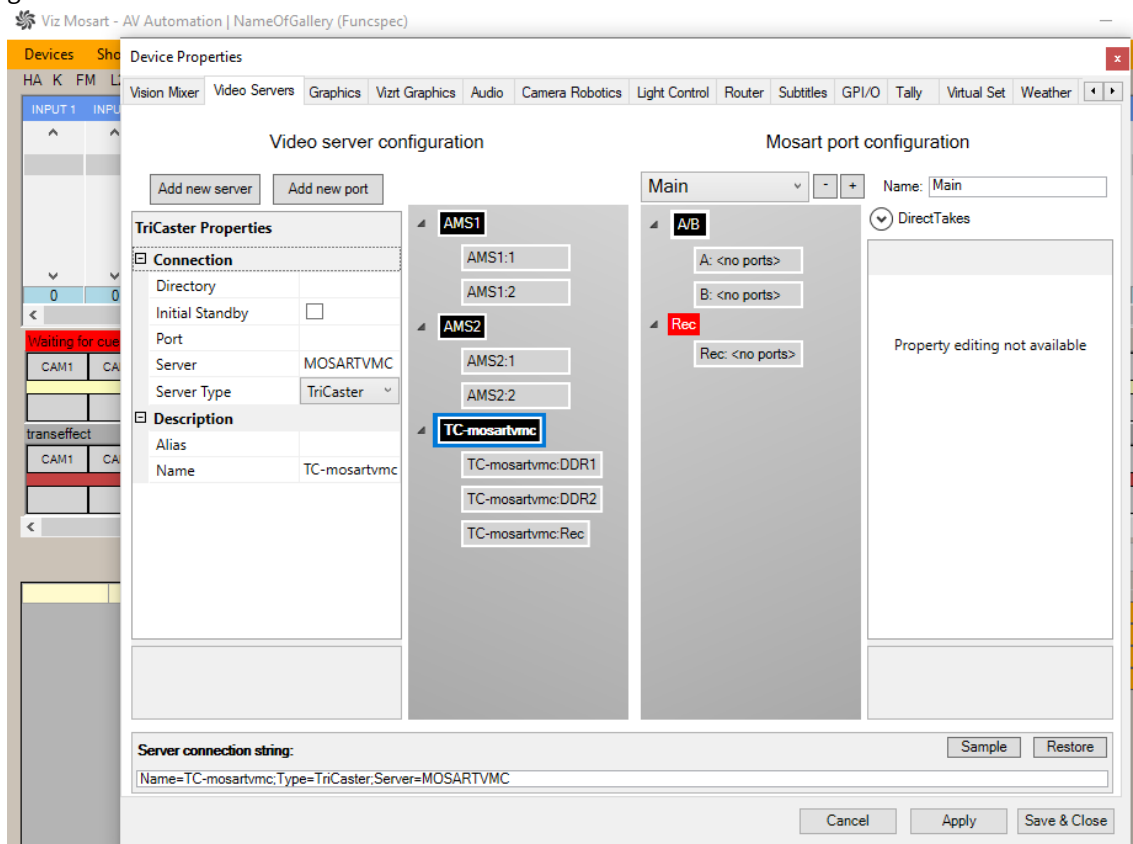 Viz Mosart - AV Automation | NameOfGallery (Funcspec)
Devices Sho
Device Properties
x
HA K FM
Vision Mixer Video Servers Graphics Vizrt Graphics Audio Camera Robotics Light Control Router Subtitles GPI/O Tally Virtual Set Weather
INPUT 1 INPU
Video server configuration
Mosart port configuration
Add new server Add new port
Main - +
Name: Main
TriCaster Properties
Connection
Directory
Initial Standby
Port
Server MOSARTVMC
Server Type TriCaster
Description
Alias
Name TC-mosartvmc
AMS1
AMS1:1
AMS1:2
AMS2
AMS2:1
AMS2:2
TC-mosartvmc
TC-mosartvmc:DDR1
TC-mosartvmc:DDR2
TC-mosartvmc:Rec
A/B
A: <no ports>
B: <no ports>
Rec
Rec: <no ports>
DirectTakes
Property editing not available
0 0
Waiting for cue
CAM1 CA
transeffect
CAM1 CA
Server connection string:
Sample Restore
Name=TC-mosartvmc;Type=TriCaster;Server=MOSARTVMC
Cancel Apply Save & Close